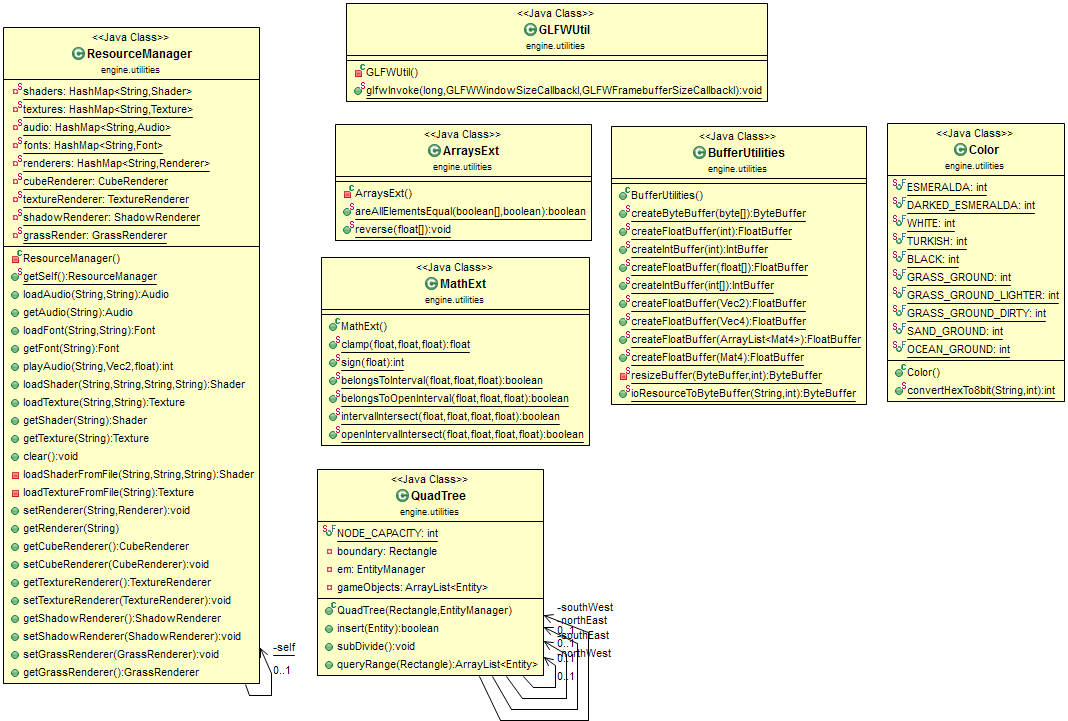 <<Java Class>>
ResourceManager
engine.utilities
shaders: HashMap<String,Shader>
textures: HashMap<String,Texture>
audio: HashMap<String,Audio>
fonts: HashMap<String,Font>
renderers: HashMap<String,Renderer>
cubeRenderer: CubeRenderer
textureRenderer: TextureRenderer
shadowRenderer: ShadowRenderer
grassRender: GrassRenderer
ResourceManager()
getSelf():ResourceManager
loadAudio(String,String):Audio
getAudio(String):Audio
loadFont(String,String):Font
getFont(String):Font
playAudio(String,Vec2,float):int
loadShader(String,String,String,String):Shader
loadTexture(String,String):Texture
getShader(String):Shader
getTexture(String):Texture
clear():void
loadShaderFromFile(String,String,String):Shader
loadTextureFromFile(String):Texture
setRenderer(String,Renderer):void
getRenderer(String)
getCubeRenderer():CubeRenderer
setCubeRenderer(CubeRenderer):void
getTextureRenderer():TextureRenderer
setTextureRenderer(TextureRenderer):void
getShadowRenderer():ShadowRenderer
setShadowRenderer(ShadowRenderer):void
setGrassRenderer(GrassRenderer):void
getGrassRenderer():GrassRenderer
-self
0..1
<<Java Class>>
GLFWUtil
engine.utilities
GLFWUtil()
glfwInvoke(long,GLFWWindowSizeCallbackI,GLFWFramebufferSizeCallbackI):void
<<Java Class>>
ArraysExt
engine.utilities
ArraysExt()
areAllElementsEqual(boolean[],boolean):boolean
reverse(float[]):void
<<Java Class>>
MathExt
engine.utilities
MathExt()
clamp(float,float,float):float
sign(float):int
belongsToInterval(float,float,float):boolean
belongsToOpenInterval(float,float,float):boolean
intervalIntersect(float,float,float,float):boolean
openIntervalIntersect(float,float,float,float):boolean
<<Java Class>>
QuadTree
engine.utilities
NODE_CAPACITY: int
boundary: Rectangle
em: EntityManager
gameObjects: ArrayList<Entity>
QuadTree(Rectangle,EntityManager)
insert(Entity):boolean
subDivide():void
queryRange(Rectangle):ArrayList<Entity>
-southWest
-northEast
0..1
-southEast
0..1
-northWest
0..1
0..1
<<Java Class>>
BufferUtilities
engine.utilities
BufferUtilities()
createByteBuffer(byte[]):ByteBuffer
createFloatBuffer(int):FloatBuffer
createIntBuffer(int):IntBuffer
createFloatBuffer(float[]):FloatBuffer
createIntBuffer(int[]):IntBuffer
createFloatBuffer(Vec2):FloatBuffer
createFloatBuffer(Vec4):FloatBuffer
createFloatBuffer(ArrayList<Mat4>):FloatBuffer
createFloatBuffer(Mat4):FloatBuffer
resizeBuffer(ByteBuffer,int):ByteBuffer
ioResourceToByteBuffer(String,int):ByteBuffer
<<Java Class>>
Color
engine.utilities
ESMERALDA: int
DARKED_ESMERALDA: int
WHITE: int
TURKISH: int
BLACK: int
GRASS_GROUND: int
GRASS_GROUND_LIGHTER: int
GRASS_GROUND_DIRTY: int
SAND_GROUND: int
OCEAN_GROUND: int
Color()
convertHexTo8bit(String,int):int